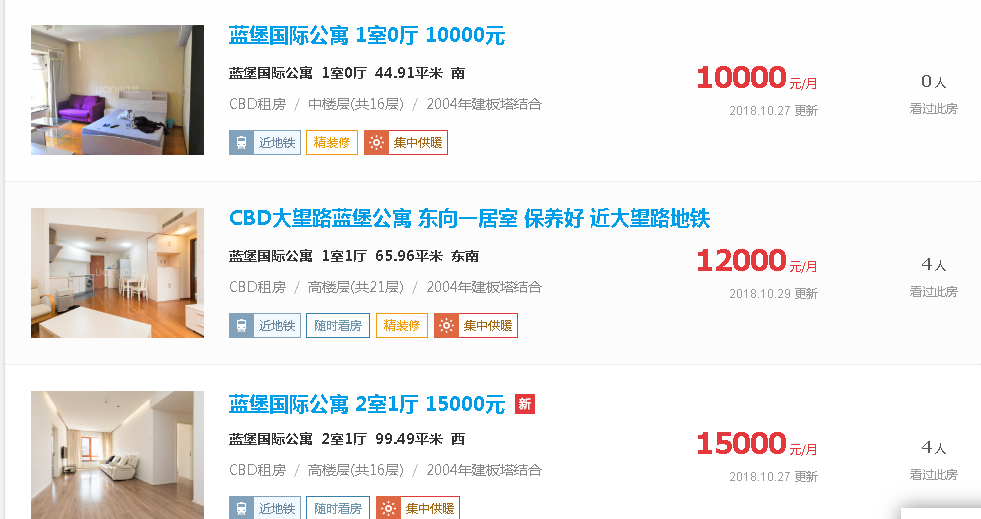 蓝堡国际公寓 1室0厅 10000元
蓝堡国际公寓 1室0厅 44.91平米 南
CBD租房 / 中楼层(共16层) / 2004年建板塔结合
近地铁 精装修 集中供暖
10000元/月
2018.10.27 更新
0人
看过此房
CBD大望路蓝堡公寓 东向一居室 保养好 近大望路地铁
蓝堡国际公寓 1室1厅 65.96平米 东南
CBD租房 / 高楼层(共21层) / 2004年建板塔结合
近地铁 随时看房 精装修 集中供暖
12000元/月
2018.10.29 更新
4人
看过此房
蓝堡国际公寓 2室1厅 15000元 新
蓝堡国际公寓 2室1厅 99.49平米 西
CBD租房 / 高楼层(共16层) / 2004年建板塔结合
近地铁 随时看房 集中供暖
15000元/月
2018.10.27 更新
4人
看过此房